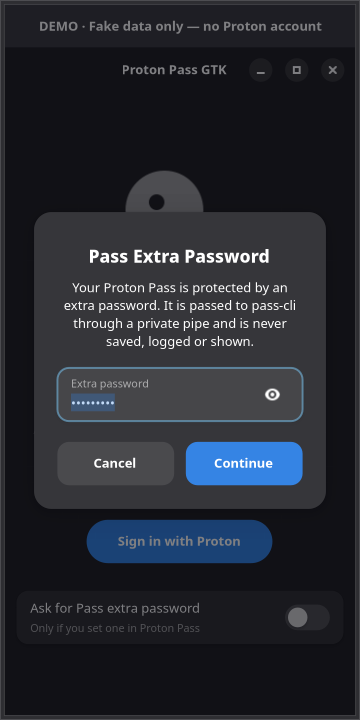 DEMO · Fake data only — no Proton account
Proton Pass GTK
Pass Extra Password
Your Proton Pass is protected by an
extra password. It is passed to pass-cli
through a private pipe and is never
saved, logged or shown.
Extra password
•••••••••
Cancel
Continue
Sign in with Proton
Ask for Pass extra password
Only if you set one in Proton Pass